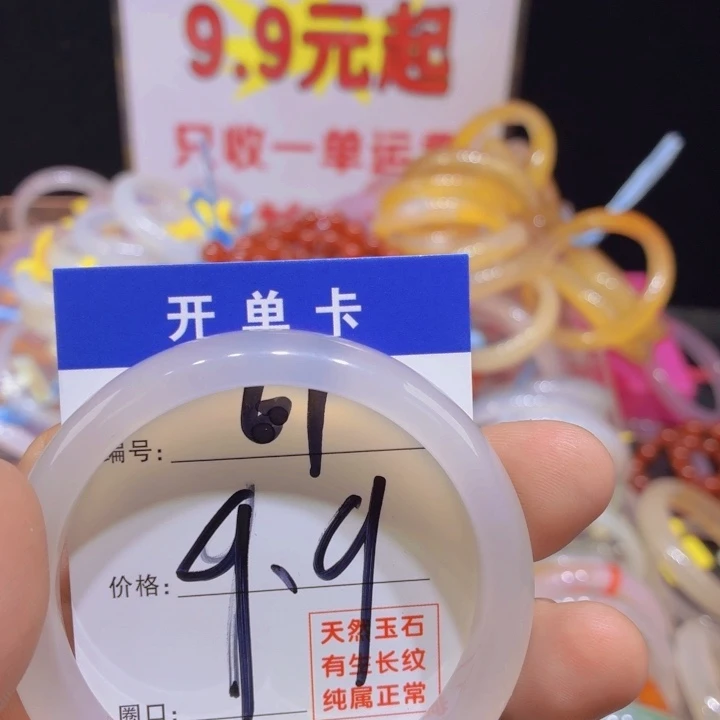 9.9元起
只收一单运费
开单卡
编号: 61
价格: 9、9
天然玉石
有生长纹
纯属正常
圈口: